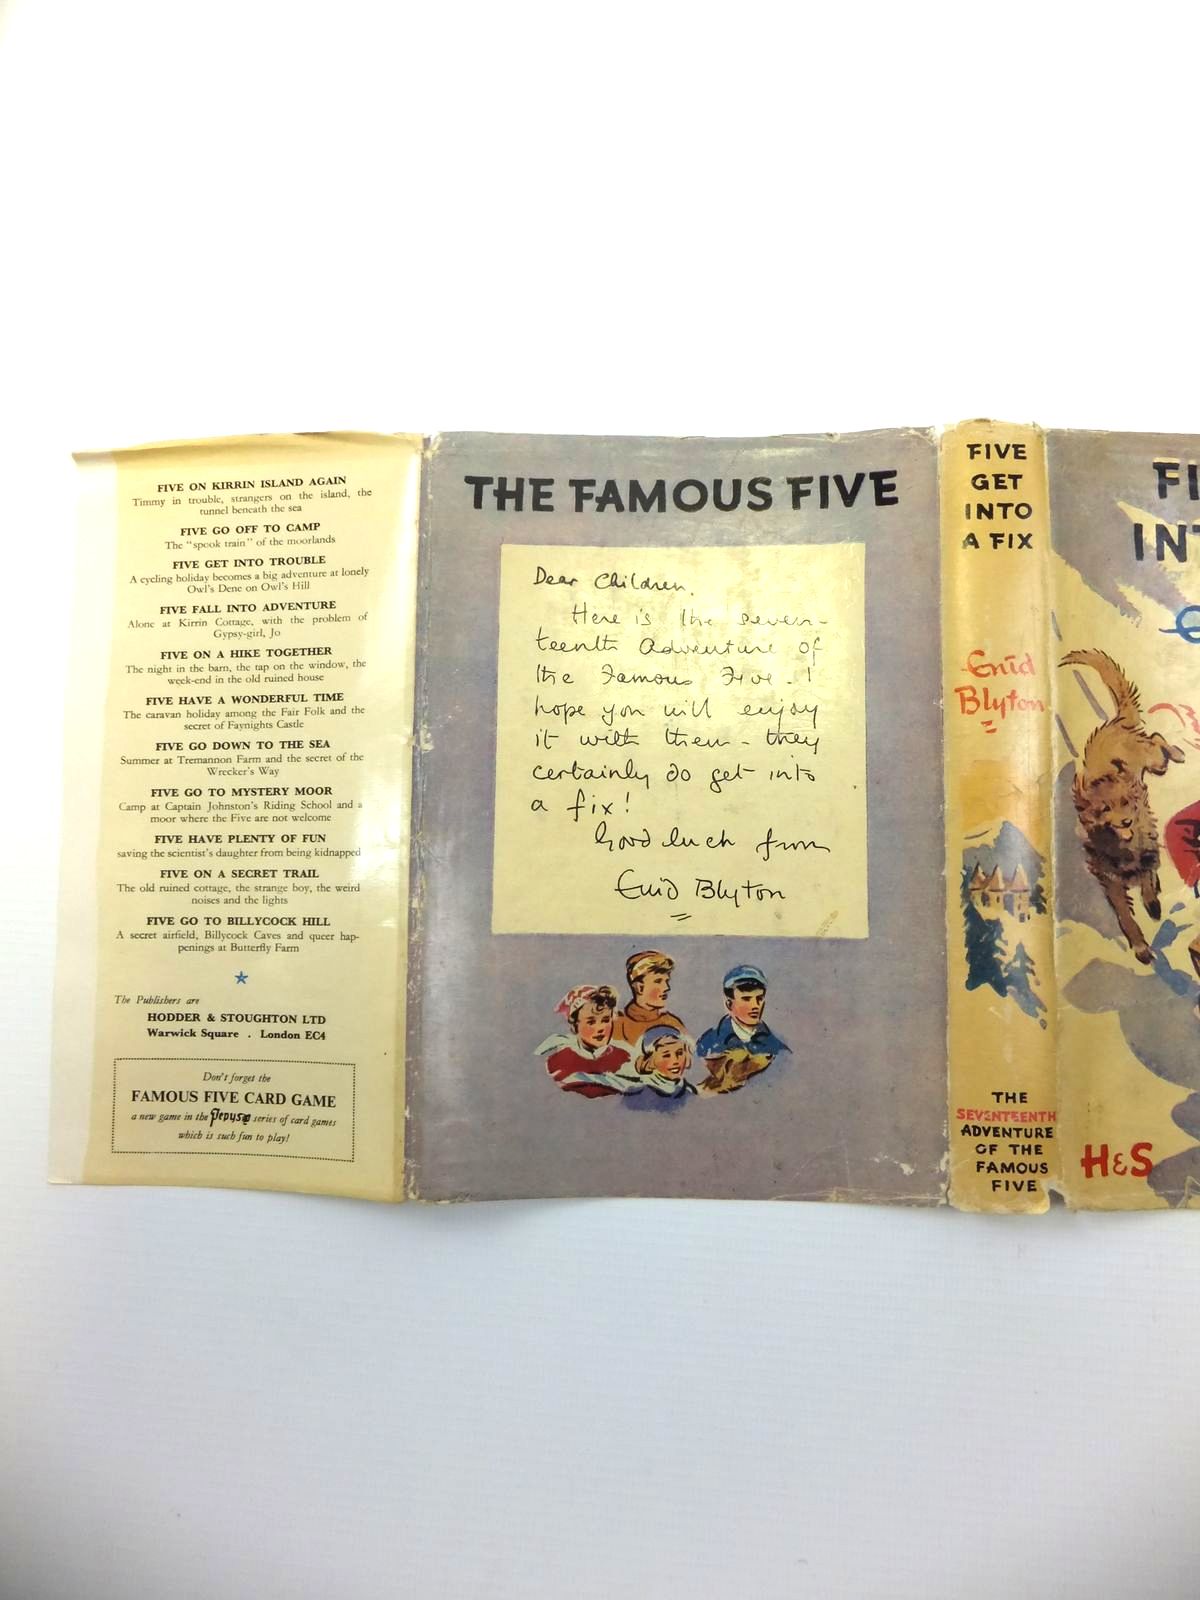 FIVE ON KIRRIN ISLAND AGAIN
Timmy in trouble, strangers on the island, the
tunnel beneath the sea
FIVE GO OFF TO CAMP
The "spook train" of the moorlands
FIVE GET INTO TROUBLE
A cycling holiday becomes a big adventure at lonely
Owl's Dene on Owl's Hill
FIVE FALL INTO ADVENTURE
Alone at Kirrin Cottage, with the problem of
Gypsy-girl, Jo
FIVE ON A HIKE TOGETHER
The night in the barn, the tap on the window, the
week-end in the old ruined house
FIVE HAVE A WONDERFUL TIME
The caravan holiday among the Fair Folk and the
secret of Faynights Castle
FIVE GO DOWN TO THE SEA
Summer at Tremannon Farm and the secret of the
Wrecker's Way
FIVE GO TO MYSTERY MOOR
Camp at Captain Johnston's Riding School and a
moor where the Five are not welcome
FIVE HAVE PLENTY OF FUN
saving the scientist's daughter from being kidnapped
FIVE ON A SECRET TRAIL
The old ruined cottage, the strange boy, the weird
noises and the lights
FIVE GO TO BILLYCOCK HILL
A secret airfield, Billycock Caves and queer hap-
penings at Butterfly Farm
The Publishers are
HODDER & STOUGHTON LTD
Warwick Square . London EC4
Don't forget the
FAMOUS FIVE CARD GAME
a new game in the Pepys series of card games
which is such fun to play!
THE FAMOUS FIVE
Dear Children,
Here is the seven-
teenth Adventure of
the Famous Five - I
hope you will enjoy
it with them - they
certainly do get into
a fix!
Good luck from
Enid Blyton
FIVE
GET
INTO
A FIX
Enid
Blyton
THE
SEVENTEENTH
ADVENTURE
OF THE
FAMOUS
FIVE
FI
INT
H&S